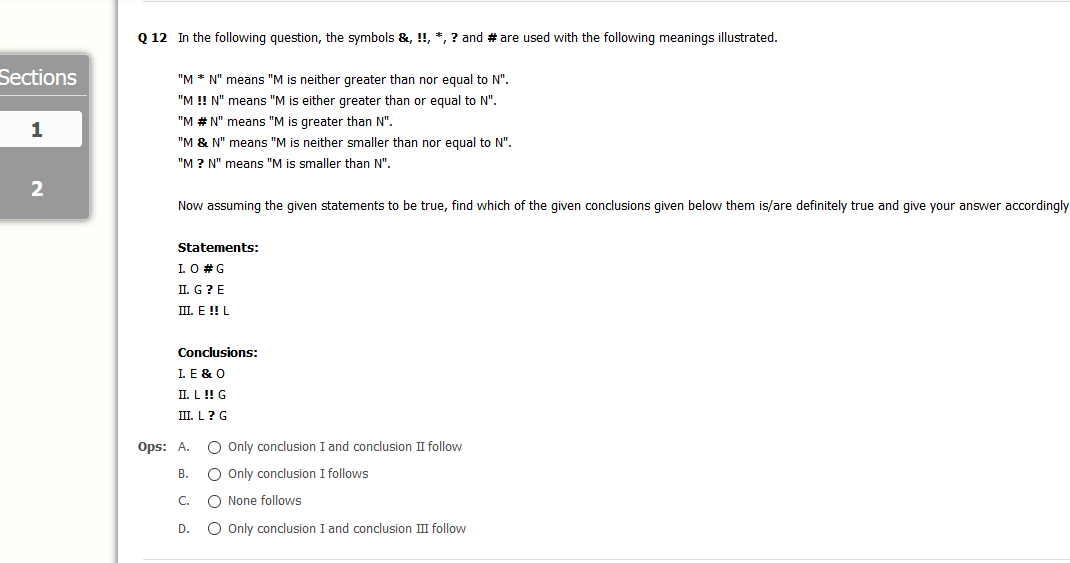 Sections
1
2
Q 12 In the following question, the symbols &, !!, *, ? and # are used with the following meanings illustrated.
"M * N" means "M is neither greater than nor equal to N".
"M !! N" means "M is either greater than or equal to N".
"M # N" means "M is greater than N".
"M & N" means "M is neither smaller than nor equal to N".
"M ? N" means "M is smaller than N".
Now assuming the given statements to be true, find which of the given conclusions given below them is/are definitely true and give your answer accordingly
Statements:
I. O # G
II. G ? E
III. E !! L
Conclusions:
I. E & O
II. L !! G
III. L ? G
Ops: A. Only conclusion I and conclusion II follow
B. Only conclusion I follows
C. None follows
D. Only conclusion I and conclusion III follow